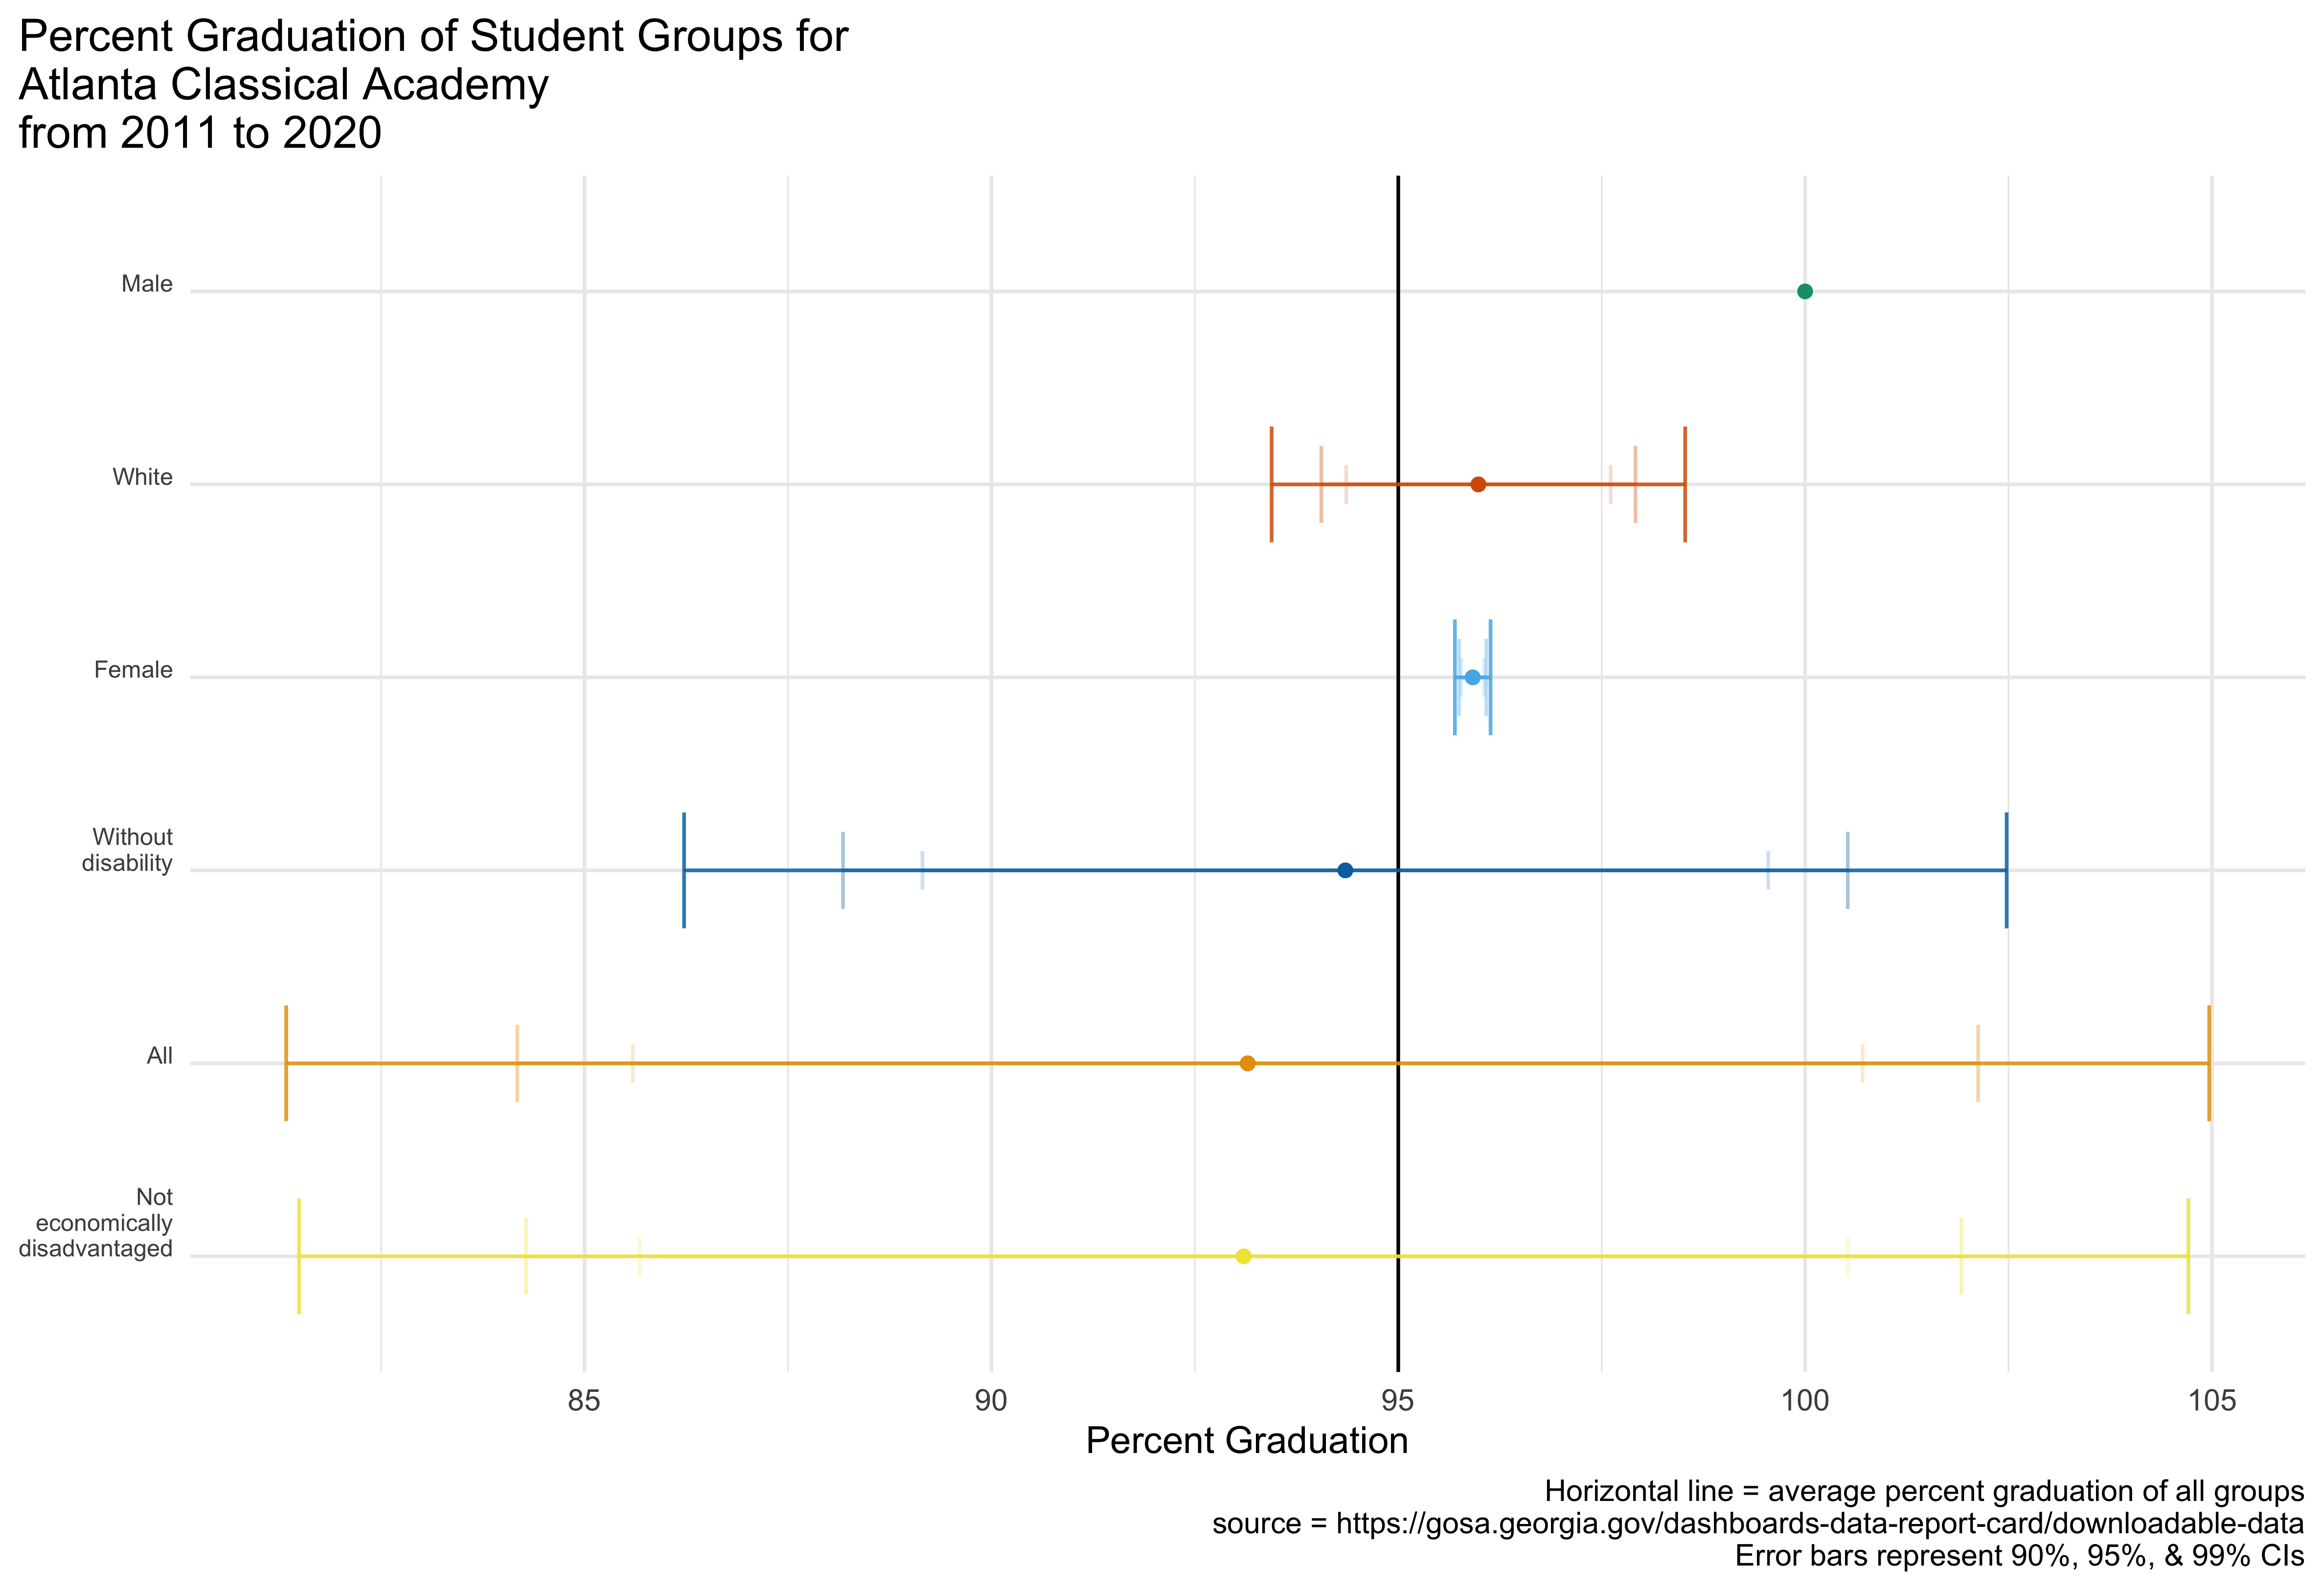 Percent Graduation of Student Groups for
Atlanta Classical Academy
from 2011 to 2020
Male
White
Female
Without
disability
All
Not
economically
disadvantaged
85
90
95
100
105
Percent Graduation
Horizontal line = average percent graduation of all groups
source = https://gosa.georgia.gov/dashboards-data-report-card/downloadable-data
Error bars represent 90%, 95%, & 99% CIs